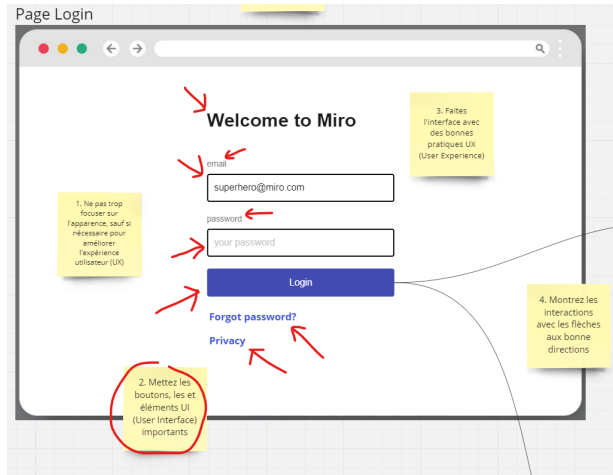 Page Login
Welcome to Miro
3. Faites
l'interface avec
des bonnes
pratiques UX
(User Experience)
email
superhero@miro.com
1. Ne pas trop
focuser sur
l'apparence, sauf si
nécessaire pour
améliorer
l'expérience
utilisateur (UX)
password
your password
Login
4. Montrez les
interactions
avec les flèches
aux bonne
directions
Forgot password?
Privacy
2. Mettez les
boutons, les et
éléments UI
(User Interface)
importants